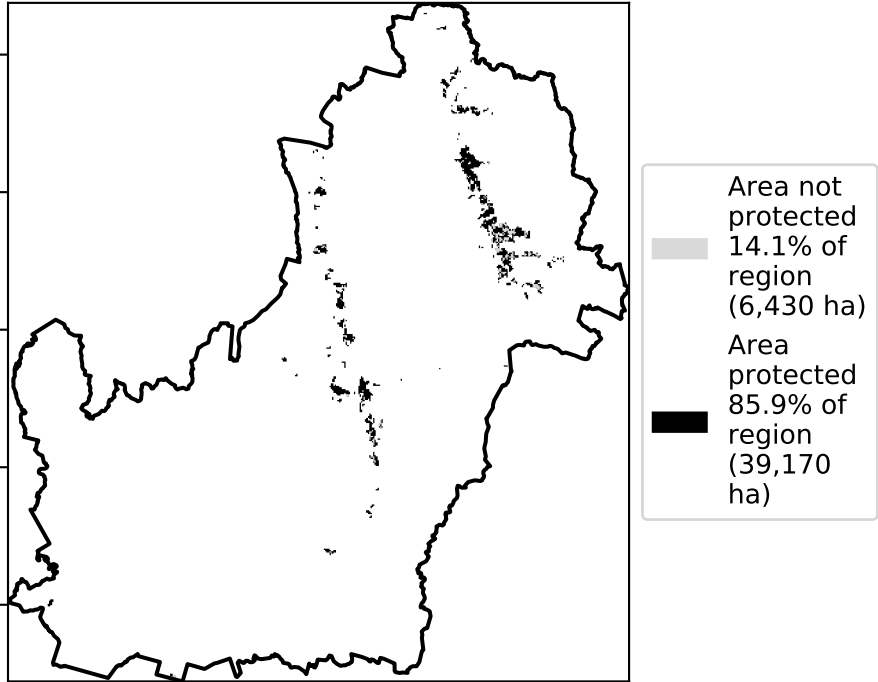 Area not
protected
14.1% of
region
(6,430 ha)
Area
protected
85.9% of
region
(39,170
ha)